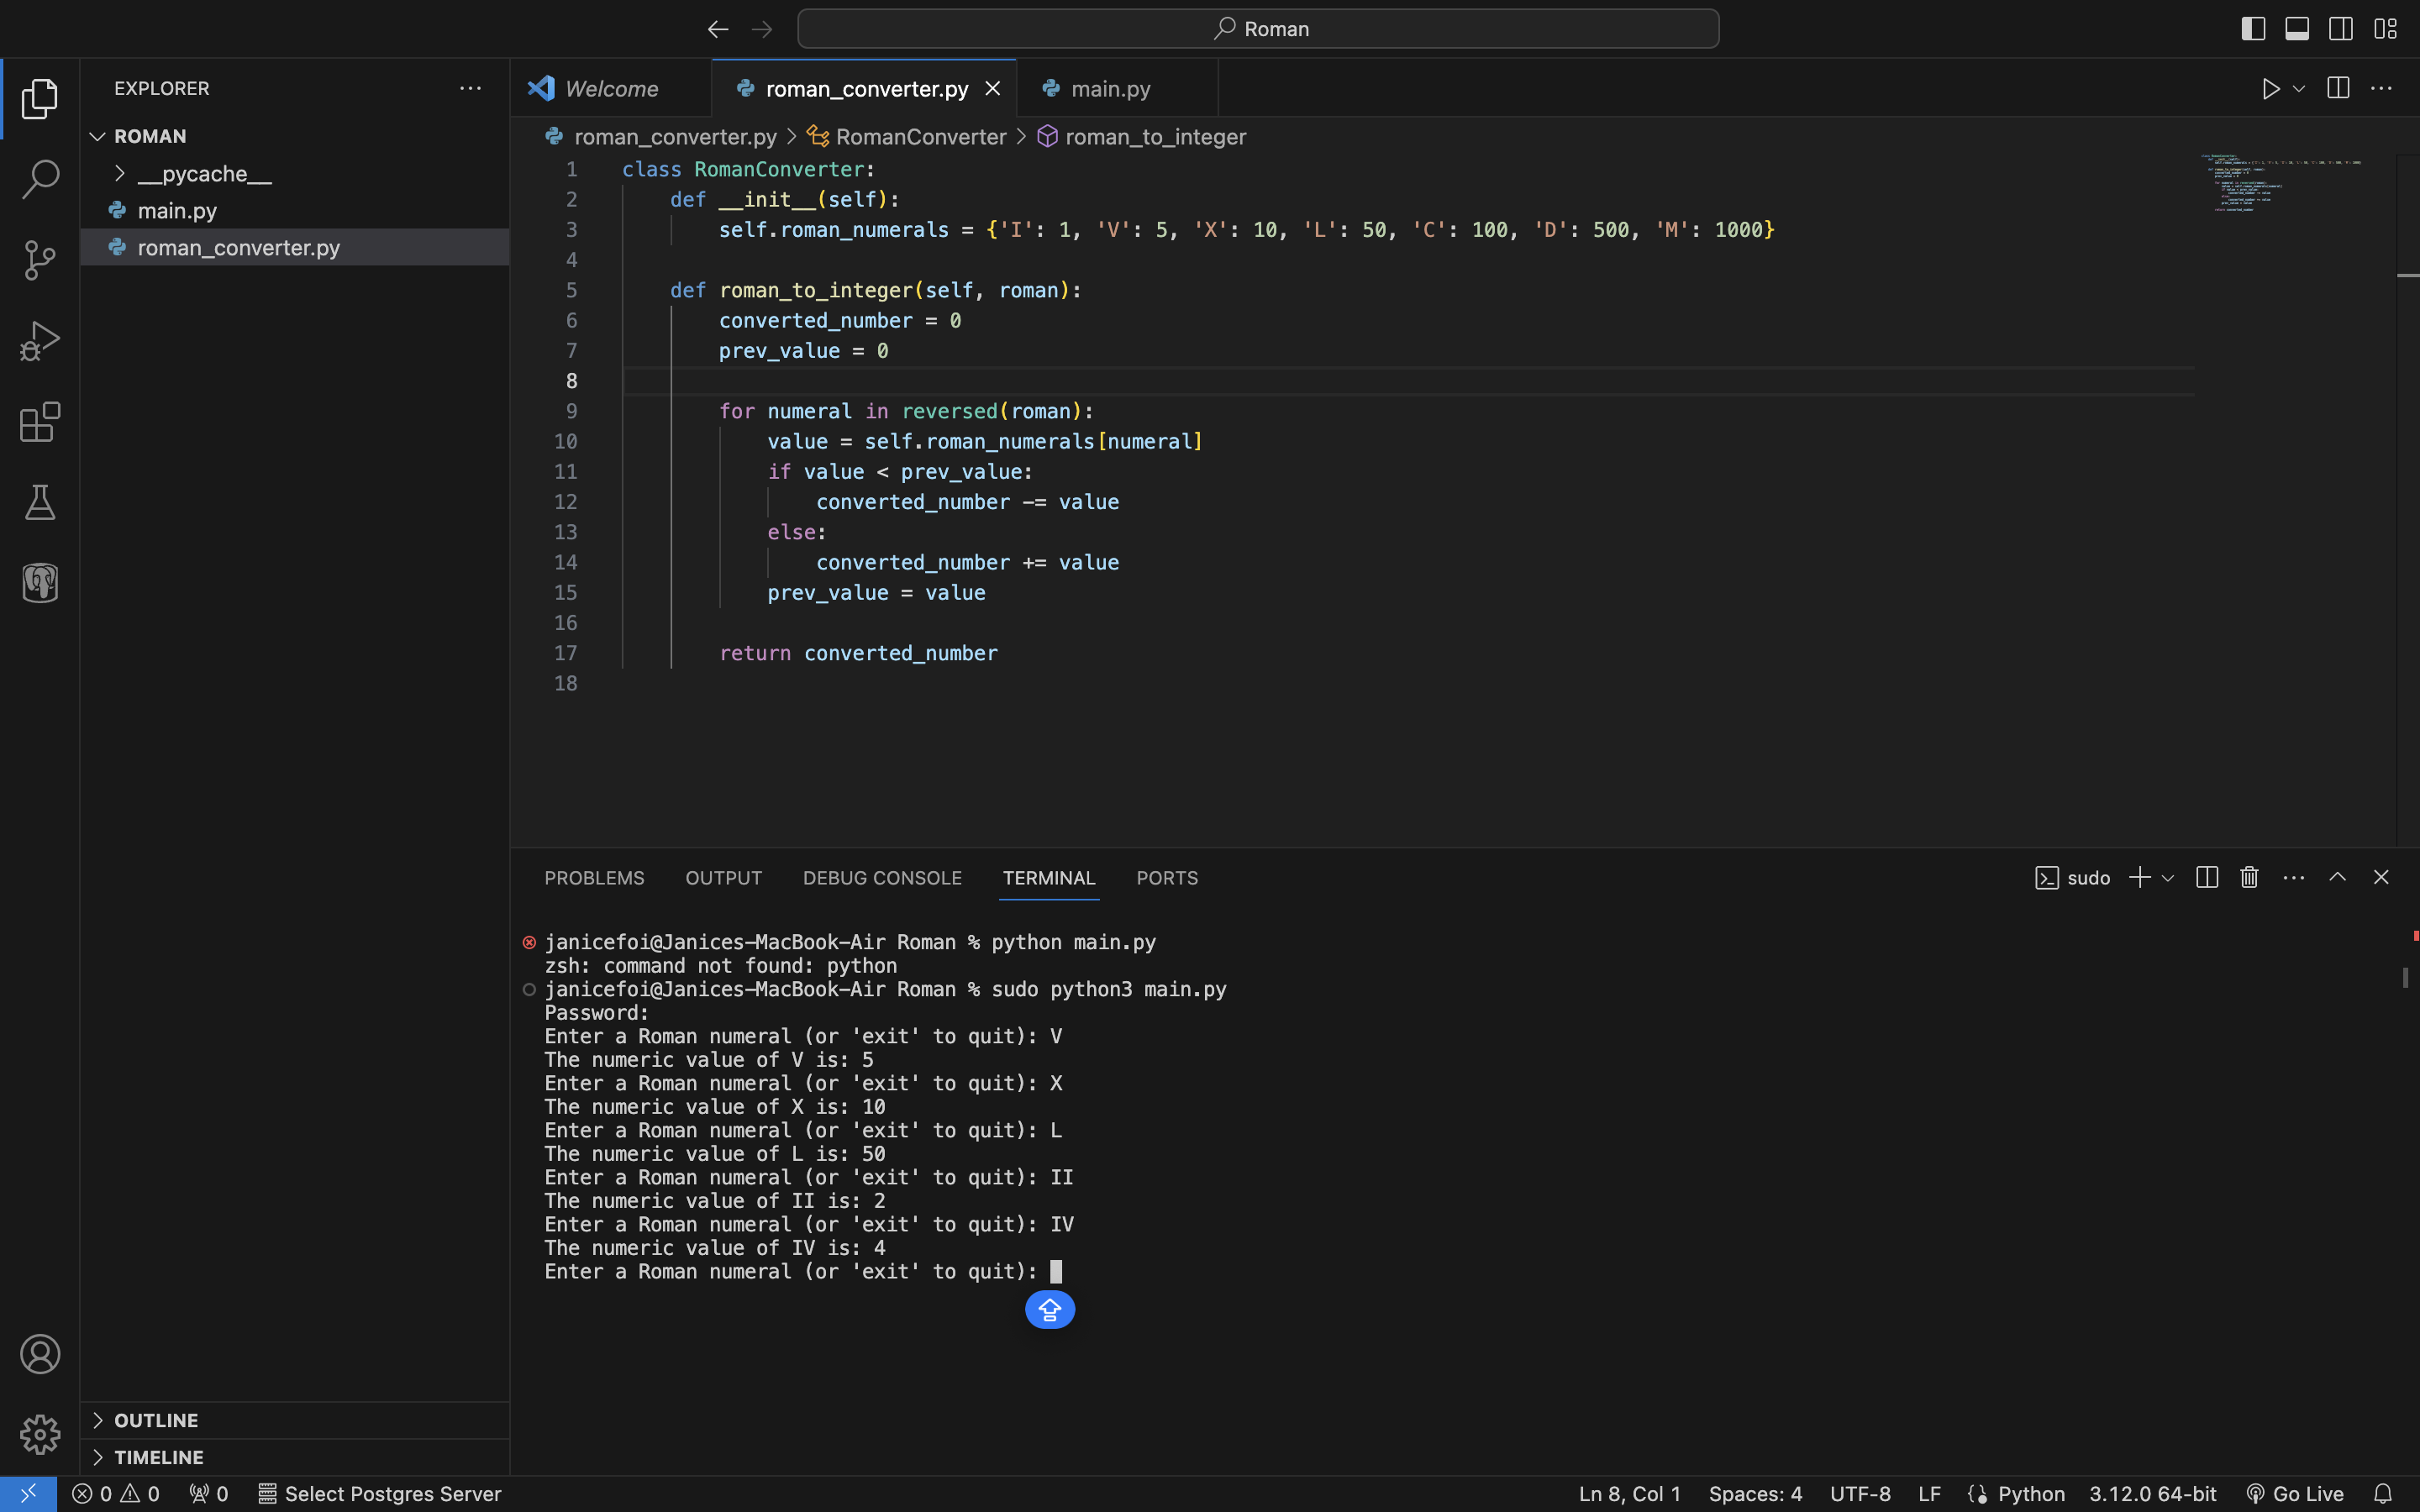 Roman
EXPLORER
ROMAN
__pycache__
main.py
roman_converter.py
OUTLINE
TIMELINE
Welcome
roman_converter.py
main.py
roman_converter.py > RomanConverter > roman_to_integer
1 class RomanConverter:
2     def __init__(self):
3         self.roman_numerals = {'I': 1, 'V': 5, 'X': 10, 'L': 50, 'C': 100, 'D': 500, 'M': 1000}
4
5     def roman_to_integer(self, roman):
6         converted_number = 0
7         prev_value = 0
8
9         for numeral in reversed(roman):
10             value = self.roman_numerals[numeral]
11             if value < prev_value:
12                 converted_number -= value
13             else:
14                 converted_number += value
15             prev_value = value
16
17         return converted_number
18
PROBLEMS OUTPUT DEBUG CONSOLE TERMINAL PORTS
sudo
janicefoi@Janices-MacBook-Air Roman % python main.py
zsh: command not found: python
janicefoi@Janices-MacBook-Air Roman % sudo python3 main.py
Password:
Enter a Roman numeral (or 'exit' to quit): V
The numeric value of V is: 5
Enter a Roman numeral (or 'exit' to quit): X
The numeric value of X is: 10
Enter a Roman numeral (or 'exit' to quit): L
The numeric value of L is: 50
Enter a Roman numeral (or 'exit' to quit): II
The numeric value of II is: 2
Enter a Roman numeral (or 'exit' to quit): IV
The numeric value of IV is: 4
Enter a Roman numeral (or 'exit' to quit):
0 0 0 Select Postgres Server Ln 8, Col 1 Spaces: 4 UTF-8 LF Python 3.12.0 64-bit Go Live